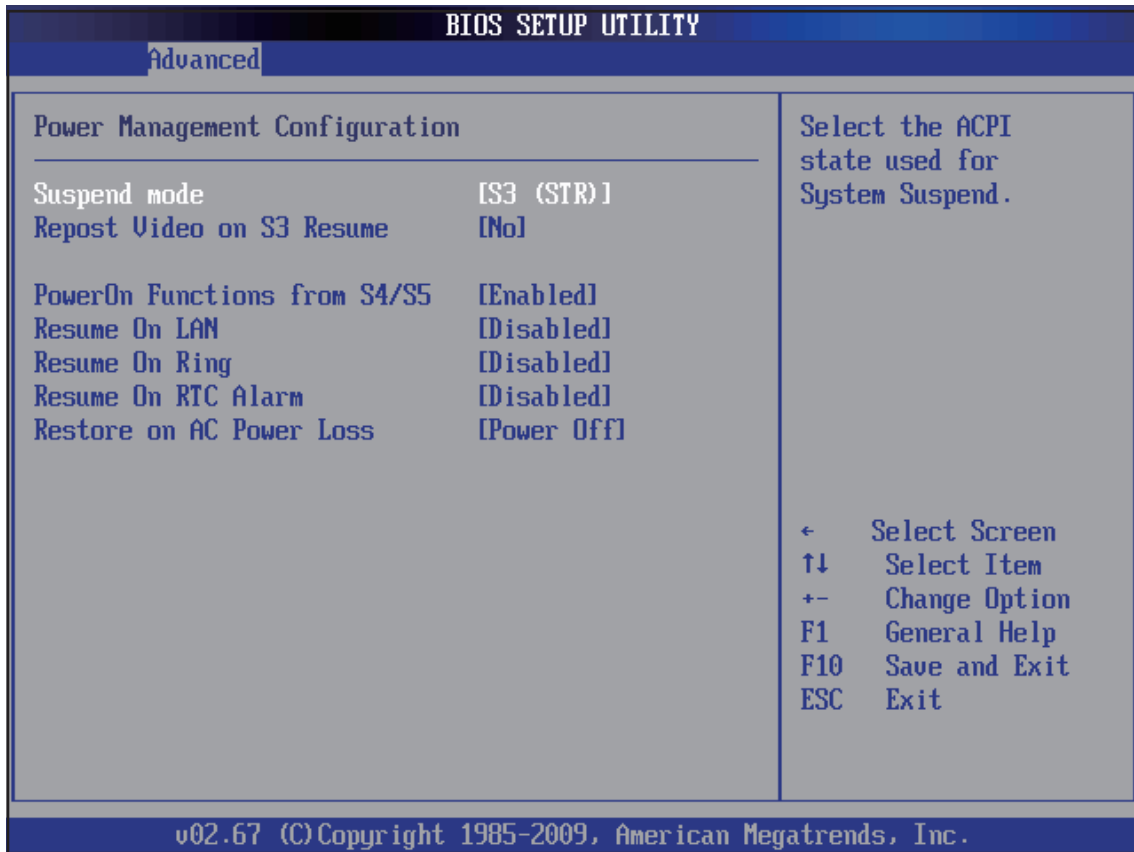 BIOS SETUP UTILITY
Advanced
Power Management Configuration
Suspend mode [S3 (STR)]
Repost Video on S3 Resume [No]
PowerOn Functions from S4/S5 [Enabled]
Resume On LAN [Disabled]
Resume On Ring [Disabled]
Resume On RTC Alarm [Disabled]
Restore on AC Power Loss [Power Off]
Select the ACPI
state used for
System Suspend.
← Select Screen
↑↓ Select Item
+- Change Option
F1 General Help
F10 Save and Exit
ESC Exit
v02.67 (C)Copyright 1985-2009, American Megatrends, Inc.